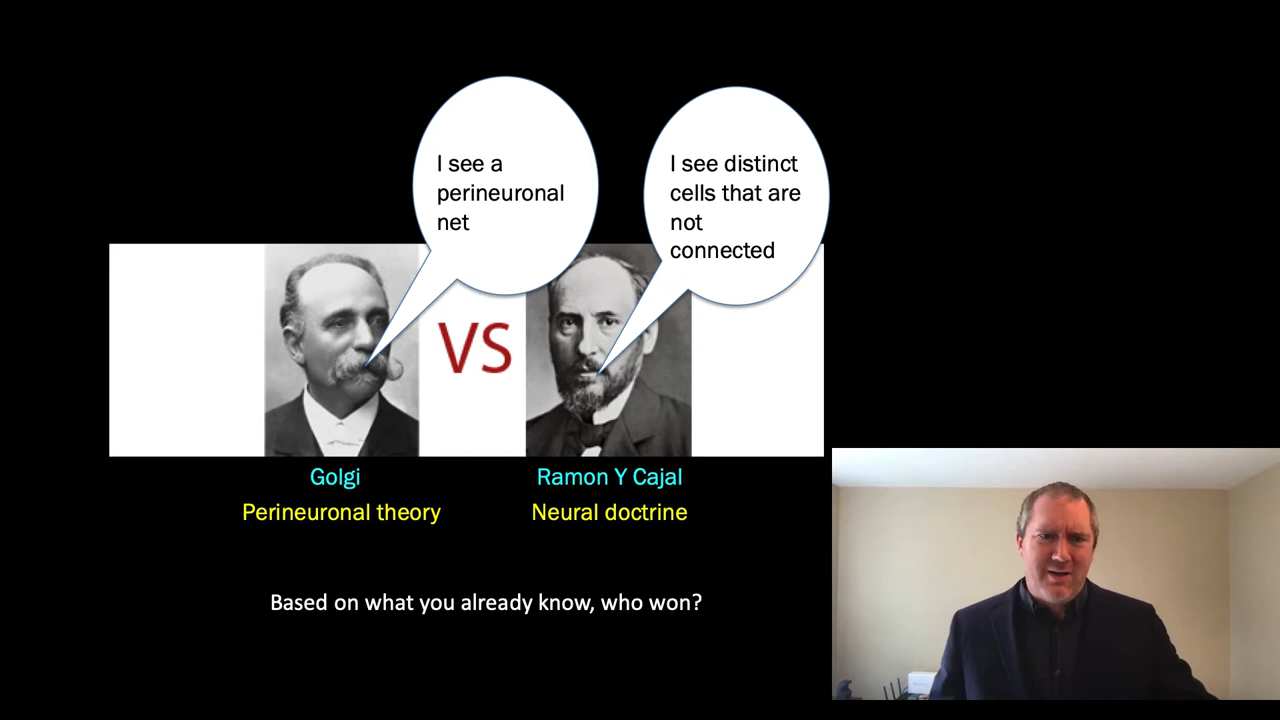 I see a
perineuronal
net
I see distinct
cells that are
not
connected
VS
Golgi
Ramon Y Cajal
Perineuronal theory
Neural doctrine
Based on what you already know, who won?